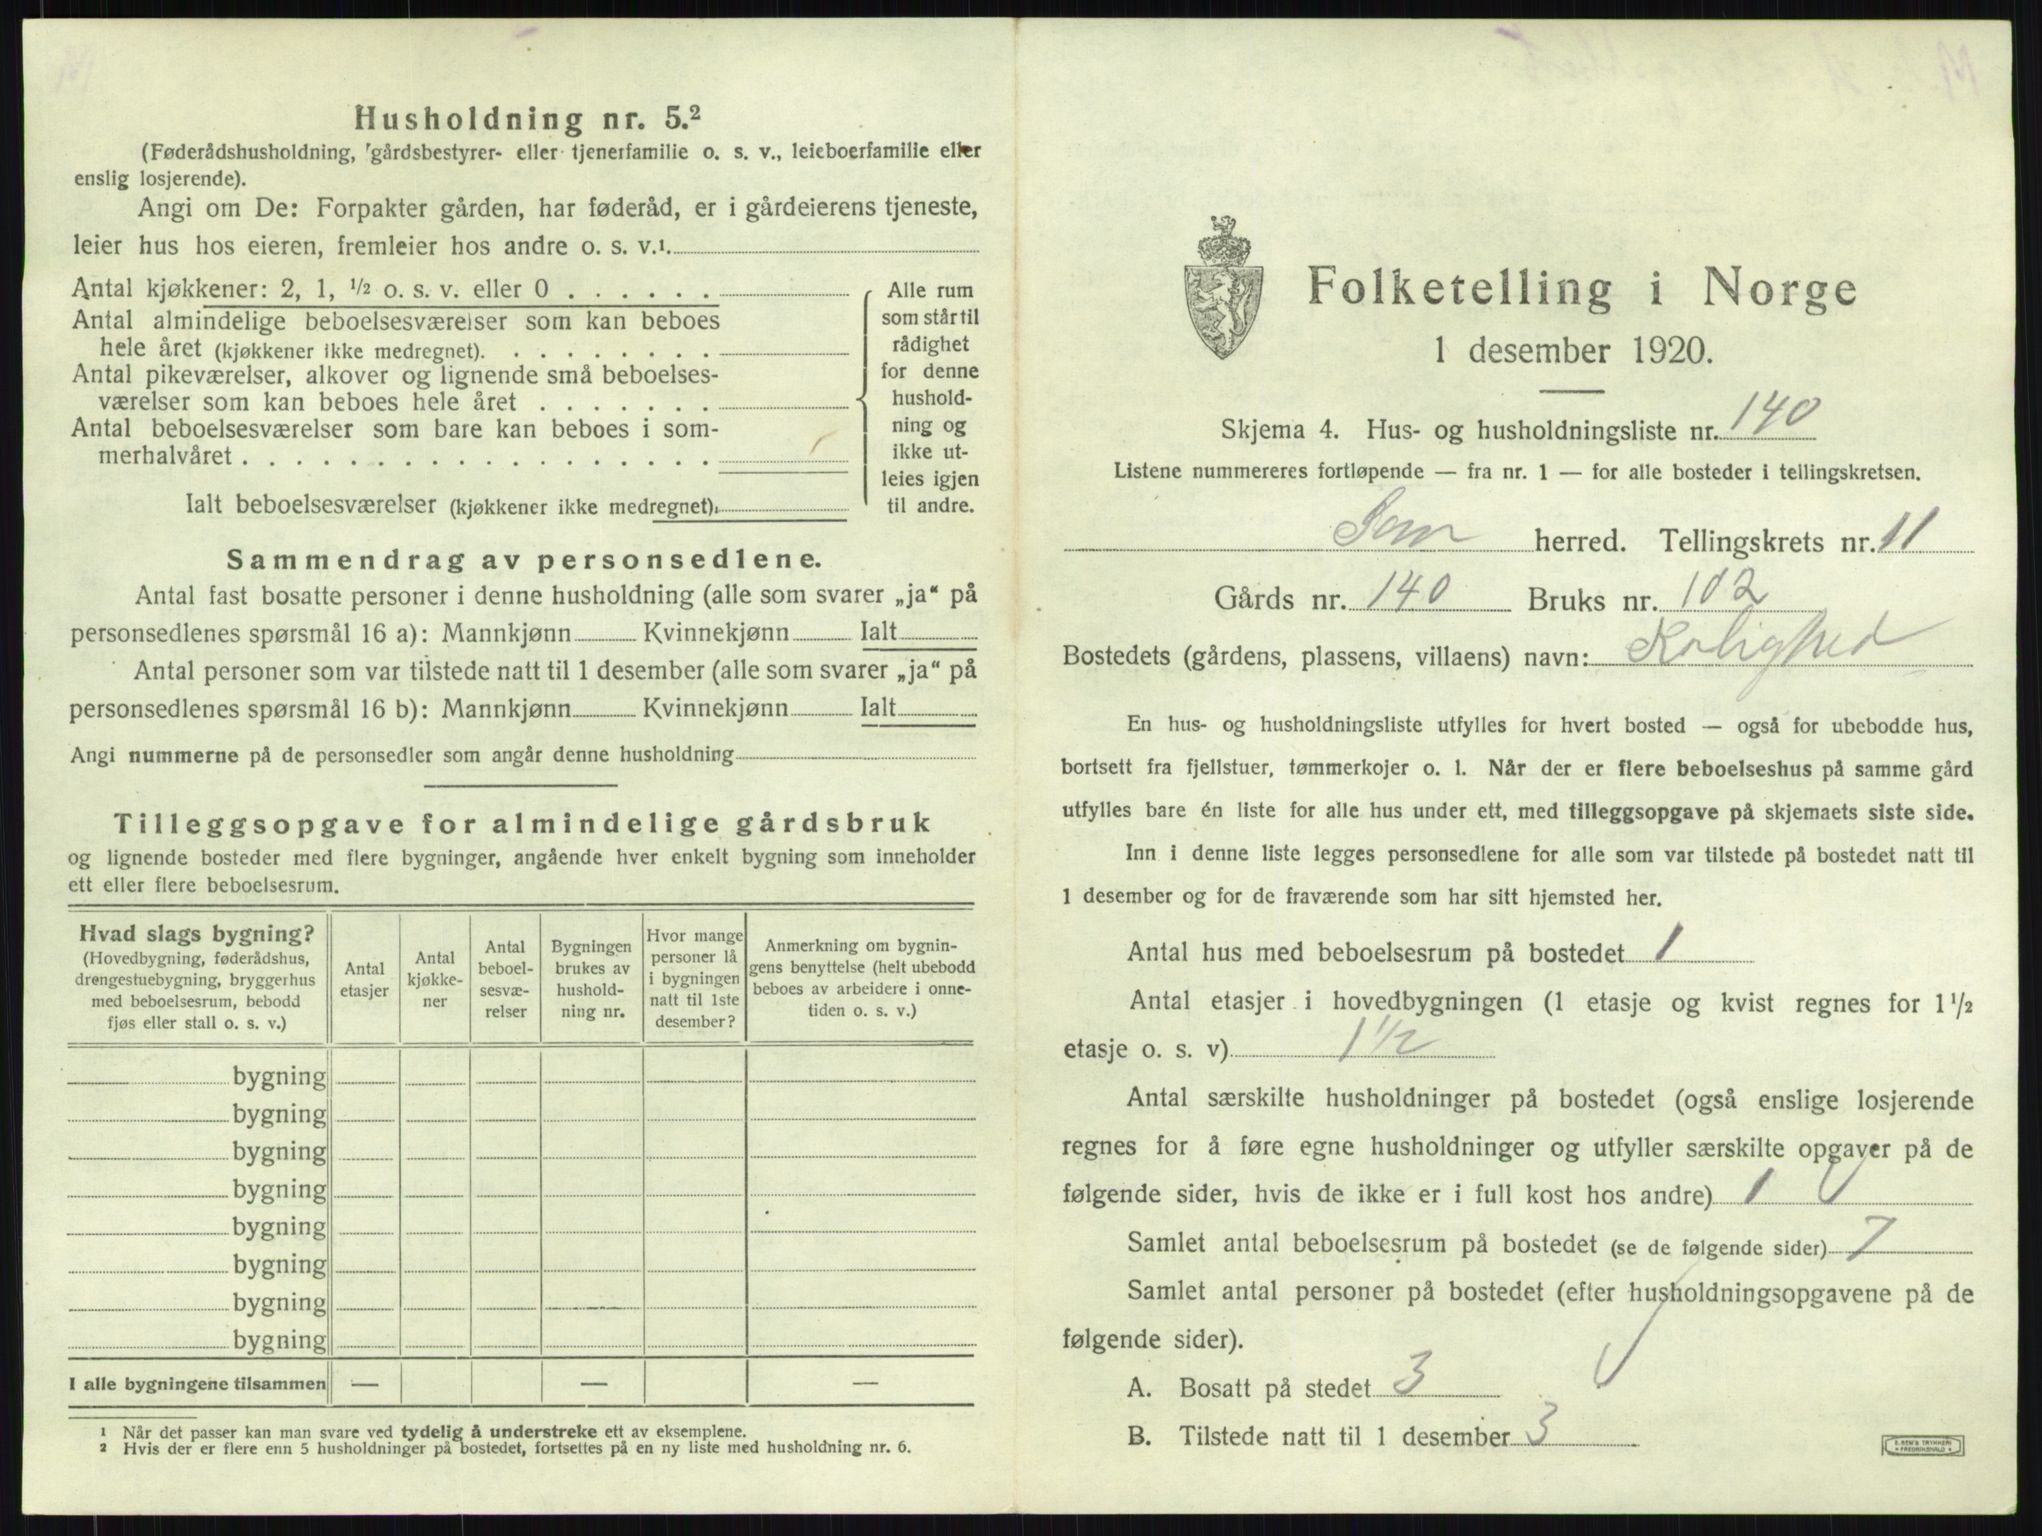 Husholdning nr. 5.²
(Føderådshusholdning, gårdsbestyrer- eller tjenerfamilie o. s. v., leieboerfamilie eller
enslig losjerende).
Angi om De: Forpakter gården, har føderåd, er i gårdeierens tjeneste,
leier hus hos eieren, fremleier hos andre o. s. v.¹.
Antal kjøkkener: 2, 1, ½ o. s. v. eller 0 . . . . . .
Antal almindelige beboelsesværelser som kan beboes
hele året (kjøkkener ikke medregnet). . . . . . . . .
Antal pikeværelser, alkover og lignende små beboelses-
værelser som kan beboes hele året . . . . . . .
Antal beboelsesværelser som bare kan beboes i som-
merhalvåret . . . . . . . . . . . . . . . . . .
Ialt beboelsesværelser (kjøkkener ikke medregnet).
Alle rum
som står til
rådighet
for denne
hushold-
ning og
ikke ut-
leies igjen
til andre.
Sammendrag av personsedlene.
Antal fast bosatte personer i denne husholdning (alle som svarer „ja“ på
personsedlenes spørsmål 16 a): Mannkjønn Kvinnekjønn Ialt
Antal personer som var tilstede natt til 1 desember (alle som svarer „ja“ på
personsedlenes spørsmål 16 b): Mannkjønn Kvinnekjønn Ialt
Angi nummerne på de personsedler som angår denne husholdning
Tilleggsopgave for almindelige gårdsbruk
og lignende bosteder med flere bygninger, angående hver enkelt bygning som inneholder
ett eller flere beboelsesrum.
Hvad slags bygning?
(Hovedbygning, føderådshus,
drengestuebygning, bryggerhus
med beboelsesrum, bebodd
fjøs eller stall o. s. v.)
Antal
etasjer
Antal
kjøkke-
ner
Antal
beboel-
sesvæ-
relser
Bygningen
brukes av
hushold-
ning nr.
Hvor mange
personer lå
i bygningen
natt til 1ste
desember?
Anmerkning om bygnin-
gens benyttelse (helt ubebodd
beboes av arbeidere i onne-
tiden o. s. v.)
bygning
bygning
bygning
bygning
bygning
bygning
bygning
bygning
I alle bygningene tilsammen — — —
¹ Når det passer kan man svare ved tydelig å understreke ett av eksemplene.
² Hvis der er flere enn 5 husholdninger på bostedet, fortsettes på en ny liste med husholdning nr. 6.
Folketelling i Norge
1 desember 1920.
Skjema 4. Hus- og husholdningsliste nr. 140
Listene nummereres fortløpende — fra nr. 1 — for alle bosteder i tellingskretsen.
Sem herred. Tellingskrets nr. 11
Gårds nr. 140 Bruks nr. 102
Bostedets (gårdens, plassens, villaens) navn: Rolighed
En hus- og husholdningsliste utfylles for hvert bosted — også for ubebodde hus,
bortsett fra fjellstuer, tømmerkojer o. l. Når der er flere beboelseshus på samme gård
utfylles bare én liste for alle hus under ett, med tilleggsopgave på skjemaets siste side.
Inn i denne liste legges personsedlene for alle som var tilstede på bostedet natt til
1 desember og for de fraværende som har sitt hjemsted her.
Antal hus med beboelsesrum på bostedet 1
Antal etasjer i hovedbygningen (1 etasje og kvist regnes for 1½
etasje o. s. v) 1½
Antal særskilte husholdninger på bostedet (også enslige losjerende
regnes for å føre egne husholdninger og utfyller særskilte opgaver på de
følgende sider, hvis de ikke er i full kost hos andre) 1
Samlet antal beboelsesrum på bostedet (se de følgende sider) 7
Samlet antal personer på bostedet (efter husholdningsopgavene på de
følgende sider).
A. Bosatt på stedet 3
B. Tilstede natt til 1 desember 3